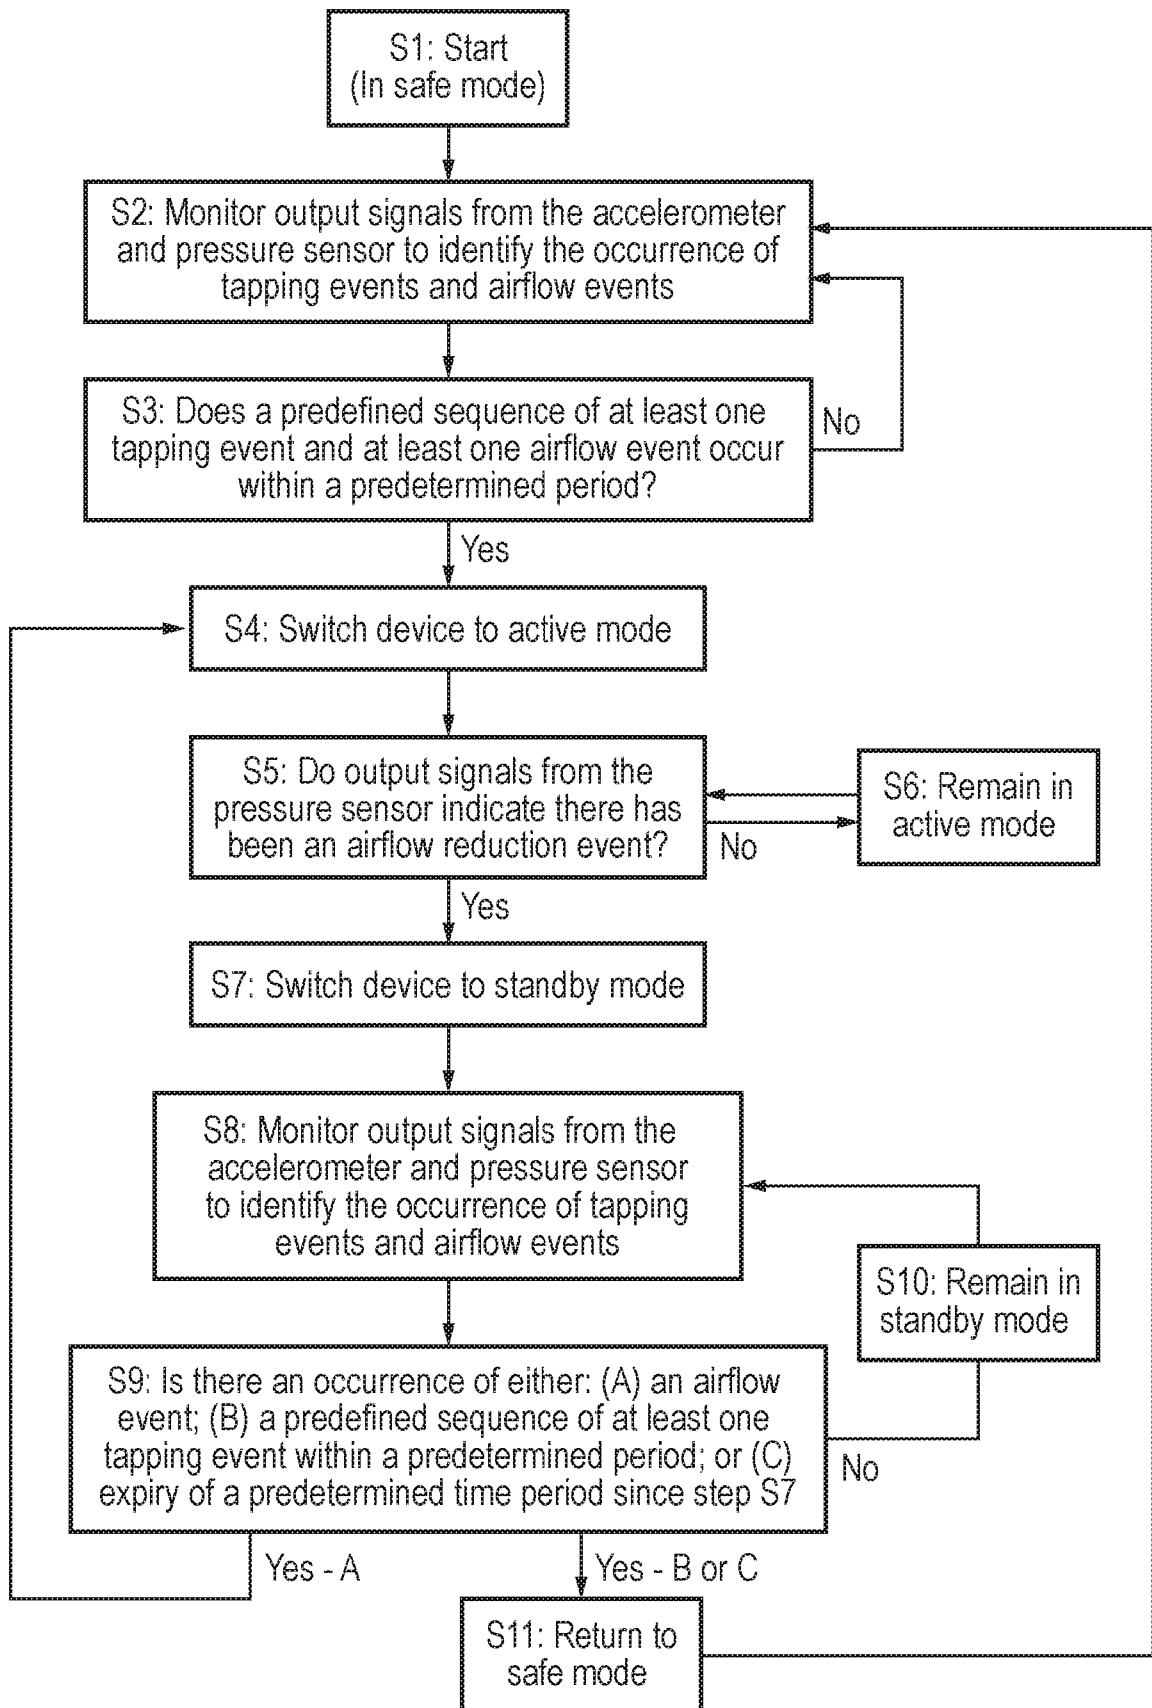 S1: Start
(In safe mode)
S2: Monitor output signals from the accelerometer
and pressure sensor to identify the occurrence of
tapping events and airflow events
S3: Does a predefined sequence of at least one
tapping event and at least one airflow event occur
within a predetermined period?
No
Yes
S4: Switch device to active mode
S5: Do output signals from the
pressure sensor indicate there has
been an airflow reduction event?
No
S6: Remain in
active mode
Yes
S7: Switch device to standby mode
S8: Monitor output signals from the
accelerometer and pressure sensor
to identify the occurrence of tapping
events and airflow events
S10: Remain in
standby mode
S9: Is there an occurrence of either: (A) an airflow
event; (B) a predefined sequence of at least one
tapping event within a predetermined period; or (C)
expiry of a predetermined time period since step S7
No
Yes - A
Yes - B or C
S11: Return to
safe mode